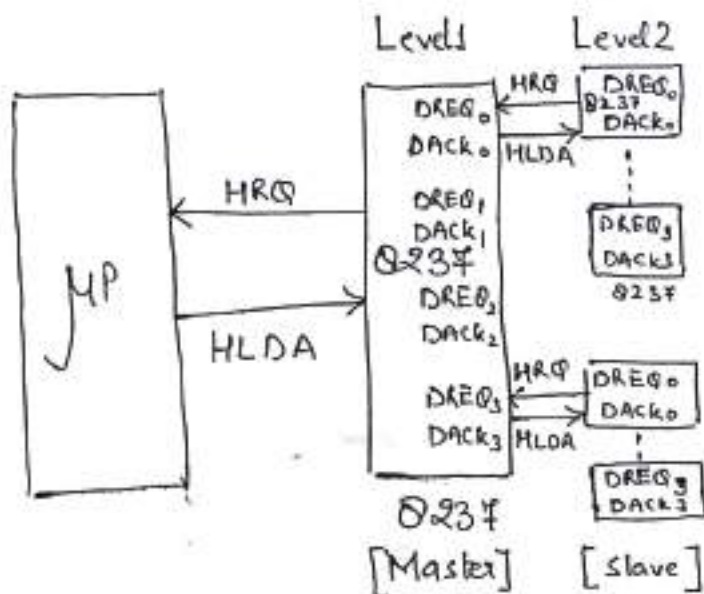 Level1
Level2
HRQ
DREQ0
8237
DACK0
HLDA
DREQ0
DACK0
DREQ1
DACK1
8237
DREQ2
DACK2
DREQ3
DACK3
HRQ
HLDA
μP
DREQ3
DACK3
8237
HRQ
DREQ0
DACK0
HLDA
DREQ3
DACK3
8237
[Master]
[Slave]